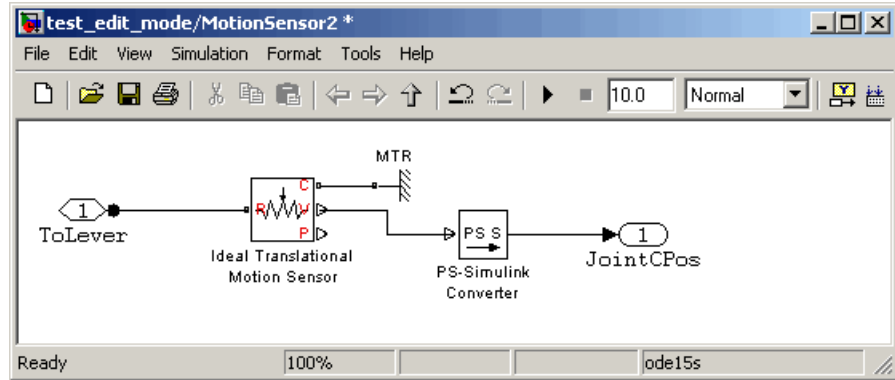 test_edit_mode/MotionSensor2 *
File Edit View Simulation Format Tools Help
10.0 Normal
MTR
C
1 R V
P
PS S 1
ToLever
Ideal Translational
Motion Sensor
JointCPos
PS-Simulink
Converter
Ready 100% ode15s